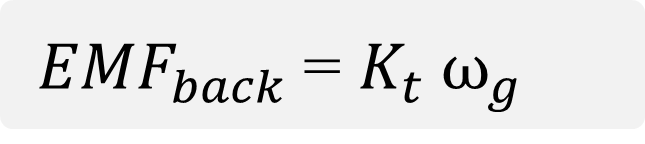 EMF_back = K_t ω_g